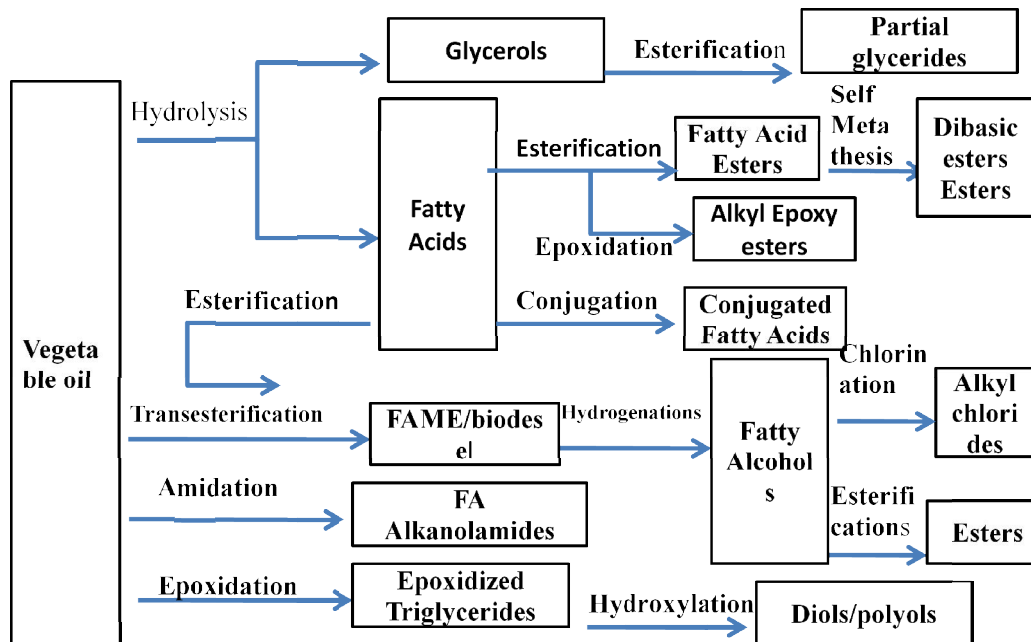 Vegeta
ble oil
Hydrolysis
Glycerols
Esterification
Partial
glycerides
Fatty
Acids
Esterification
Fatty Acid
Esters
Self
Meta
thesis
Dibasic
esters
Esters
Epoxidation
Alkyl Epoxy
esters
Esterification
Conjugation
Conjugated
Fatty Acids
Transesterification
FAME/biodes
el
Hydrogenations
Fatty
Alcohol
s
Chlorin
ation
Alkyl
chlori
des
Esterifi
cations
Esters
Amidation
FA
Alkanolamides
Epoxidation
Epoxidized
Triglycerides
Hydroxylation
Diols/polyols